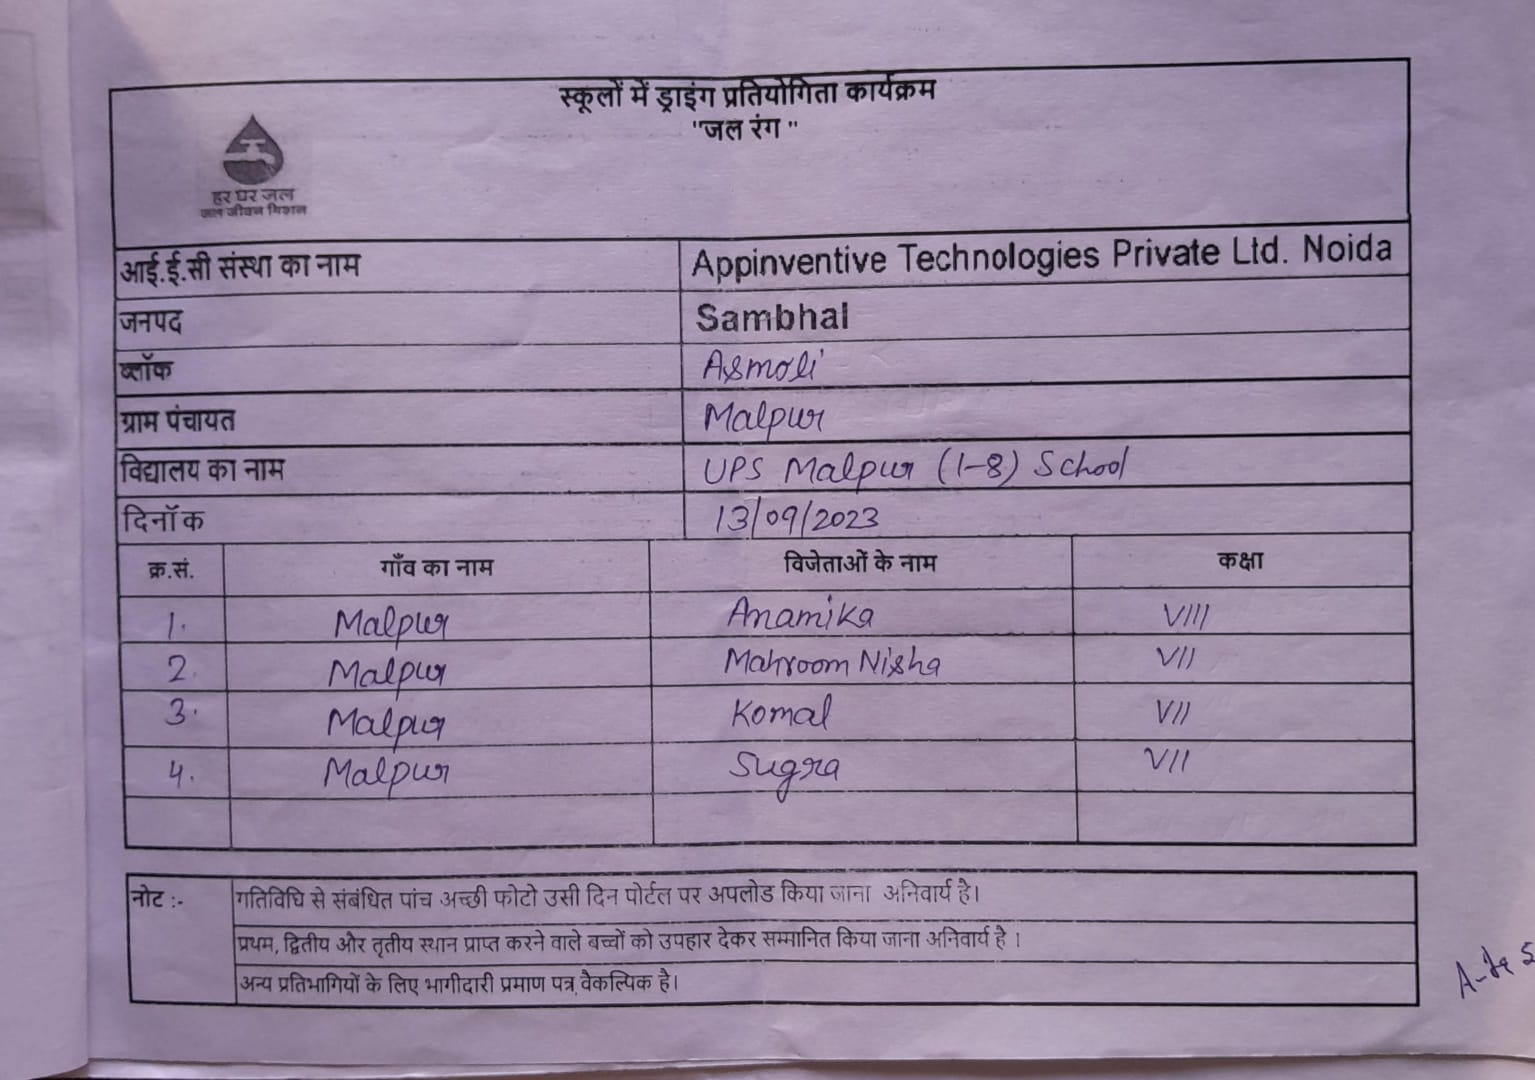 स्कूलों में ड्राइंग प्रतियोगिता कार्यक्रम
"जल रंग"
हर घर जल
जल जीवन मिशन
आई.ई.सी संस्था का नाम Appinventive Technologies Private Ltd. Noida
जनपद Sambhal
ब्लॉक Asmoli
ग्राम पंचायत Malpur
विद्यालय का नाम UPS Malpur (1-8) School
दिनॉक 13/09/2023
क्र.सं. गाँव का नाम विजेताओं के नाम कक्षा
1. Malpur Anamika VIII
2. Malpur Mahroom Nisha VII
3. Malpur Komal VII
4. Malpur Sugra VII
नोट :- गतिविधि से संबंधित पांच अच्छी फोटो उसी दिन पोर्टल पर अपलोड किया जाना अनिवार्य है।
प्रथम, द्वितीय और तृतीय स्थान प्राप्त करने वाले बच्चों को उपहार देकर सम्मानित किया जाना अनिवार्य है ।
अन्य प्रतिभागियों के लिए भागीदारी प्रमाण पत्र वैकल्पिक है।